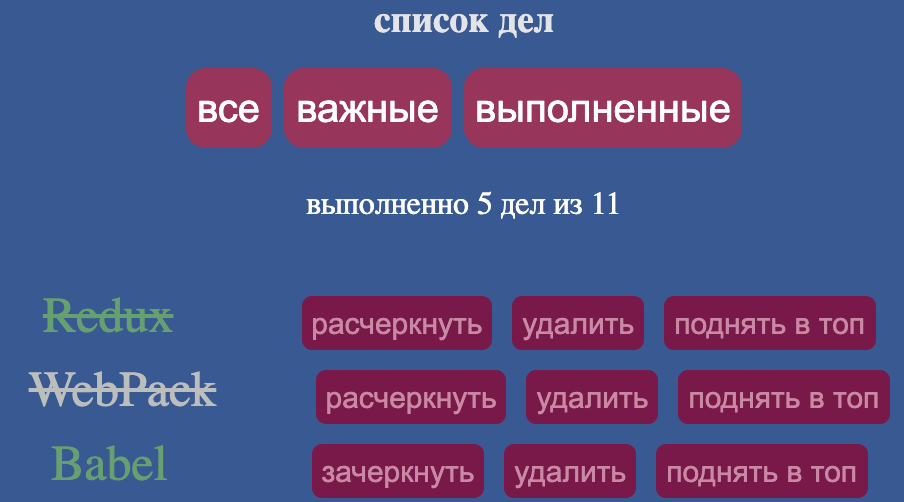 список дел
все важные выполненные
выполненно 5 дел из 11
Redux расчеркнуть удалить поднять в топ
WebPack расчеркнуть удалить поднять в топ
Babel зачеркнуть удалить поднять в топ